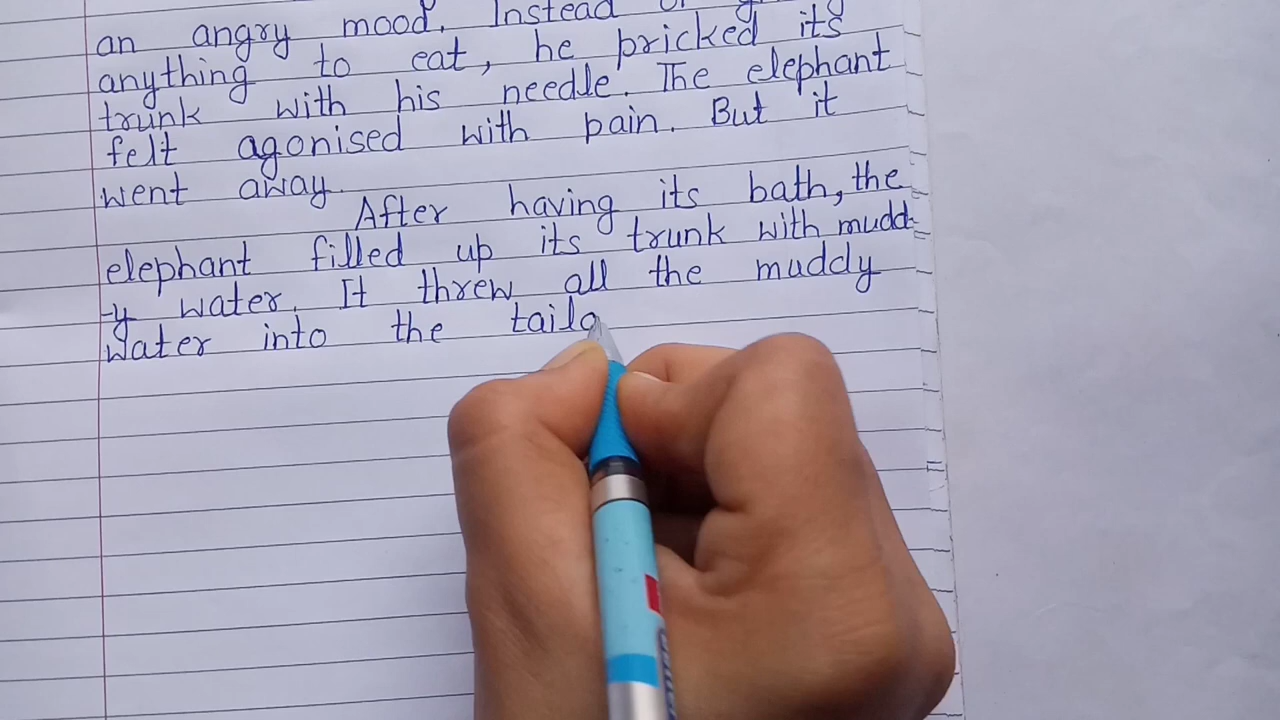 an angry mood. Instead of
anything to eat, he pricked its
trunk with his needle. The elephant
felt agonised with pain. But it
went away.
After having its bath, the
elephant filled up its trunk with mudd-
-y water. It threw all the muddy
water into the tailo